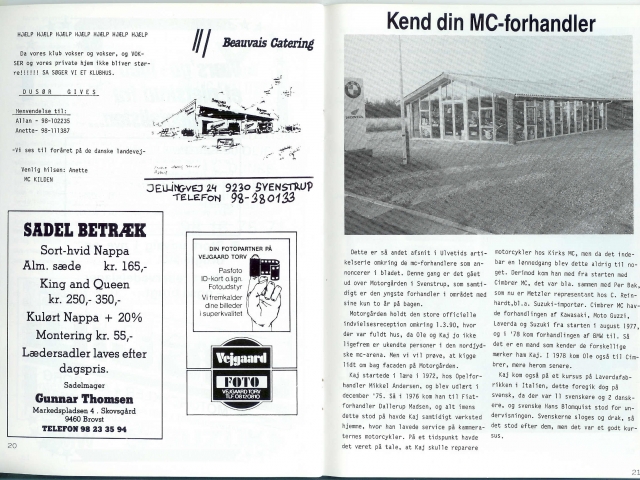 HJÆLP HJÆLP HJÆLP HJÆLP HJÆLP HJÆLP HJÆLP
Da vores klub vokser og vokser, og VOK-
SER og vores private hjem ikke bliver stør-
re!!!!!! SA SØGER VI ET KLUBHUS.
DUSØR GIVES
Henvendelse til:
Allan - 98-102235
Anette- 98-111387
-Vi ses til foråret på de danske landevej-
Venlig hilsen: Anette
MC KILDEN
Beauvais Catering
JELLINGVEJ 24 9230 SVENSTRUP
TELEFON 98-380133
SADEL BETRÆK
Sort-hvid Nappa
Alm. sæde kr. 165,-
King and Queen
kr. 250,- 350,-
Kulørt Nappa + 20%
Montering kr. 55,-
Lædersadler laves efter
dagspris.
Sadelmager
Gunnar Thomsen
Markedspladsen 4 . Skovsgård
9460 Brovst
TELEFON 98 23 35 94
DIN FOTOPARTNER PÅ
VEJGAARD TORV
Pasfoto
ID-kort o.lign.
Fotoudstyr
Vi fremkalder
dine billeder
i superkvalitet
Vejgaard
FOTO
VEJGAARD TORV
TLF. 08120810
20
Kend din MC-forhandler
BMW
HONDA
Dette er så andet afsnit i Ulvetids arti-
kelserie omkring de mc-forhandlere som an-
noncerer i bladet. Denne gang er det gået
ud over Motorgården i Svenstrup, som samti-
digt er den yngste forhandler i området med
sine kun to år på bagen.
Motorgården holdt den store officielle
indvielsesreception omkring 1.3.90, hvor
der var fuldt hus, da Ole og Kaj jo ikke
ligefrem er ukendte personer i den nordjyd-
ske mc-arena. Men vi vil prøve, at kigge
lidt om bag facaden på Motorgården.
Kaj startede i lære i 1972, hos Opelfor-
handler Mikkel Andersen, og blev udlert i
december '75. Så i 1976 kom han til Fiat-
forhandler Dallerup Madsen, og alt imens
dette stod på havde Kaj samtidigt værksted
hjemme, hvor han lavede service på kammera-
ternes motorcykler. På et tidspunkt havde
det været på tale, at Kaj skulle reparere
motorcykler hos Kirks MC, men da det inde-
bar en lønnedgang blev dette aldrig til no-
get. Derimod kom han med fra starten med
Cimbrer MC, det var bla. sammen med Per Bak,
som nu er Metzler repræsentant hos C. Rein-
hardt,bl.a. Suzuki-importør. Cimbrer MC hav-
de forhandlingen af Kawasaki, Moto Guzzi,
Laverda og Suzuki fra starten i august 1977,
og i '78 kom forhandlingen af BMW til. Så
det er en mand som kender de forskellige
mærker ham Kaj. I 1978 kom Ole også til Cim-
brer, mere herom senere.
Kaj kom også på et kursus på Laverdafab-
rikken i Italien, dette foregik dog på
svensk, da der var 11 svenskere og 2 dansk-
ere, og svenske Hans Blomquist stod for un-
dervisningen. Svenskerne sloges og drak, så
det stod efter dem, men det var et godt kur-
sus.
21